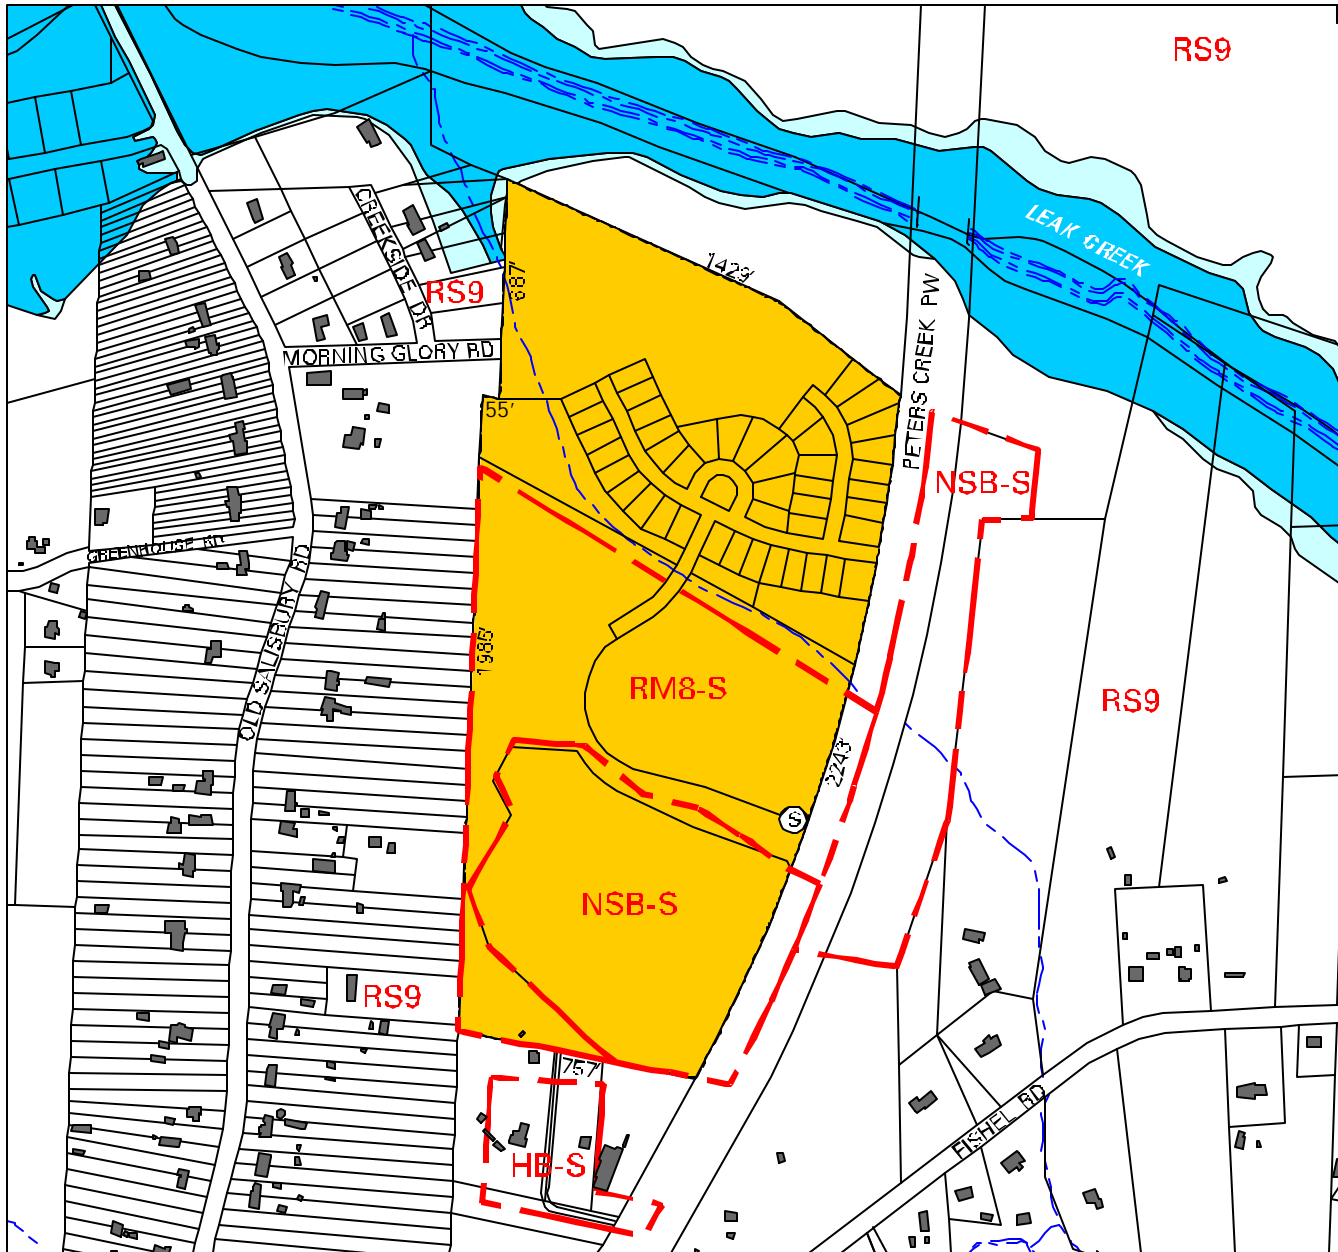 RS9
LEAK CREEK
CREEKSIDE DR
1429'
687'
RS9
PETERS CREEK PW
MORNING GLORY RD
55'
NSB-S
GREENHOUSE RD
OLD SALISBURY RD
1985'
RM8-S
RS9
2243'
S
NSB-S
RS9
757'
FISHEL RD
HB-S